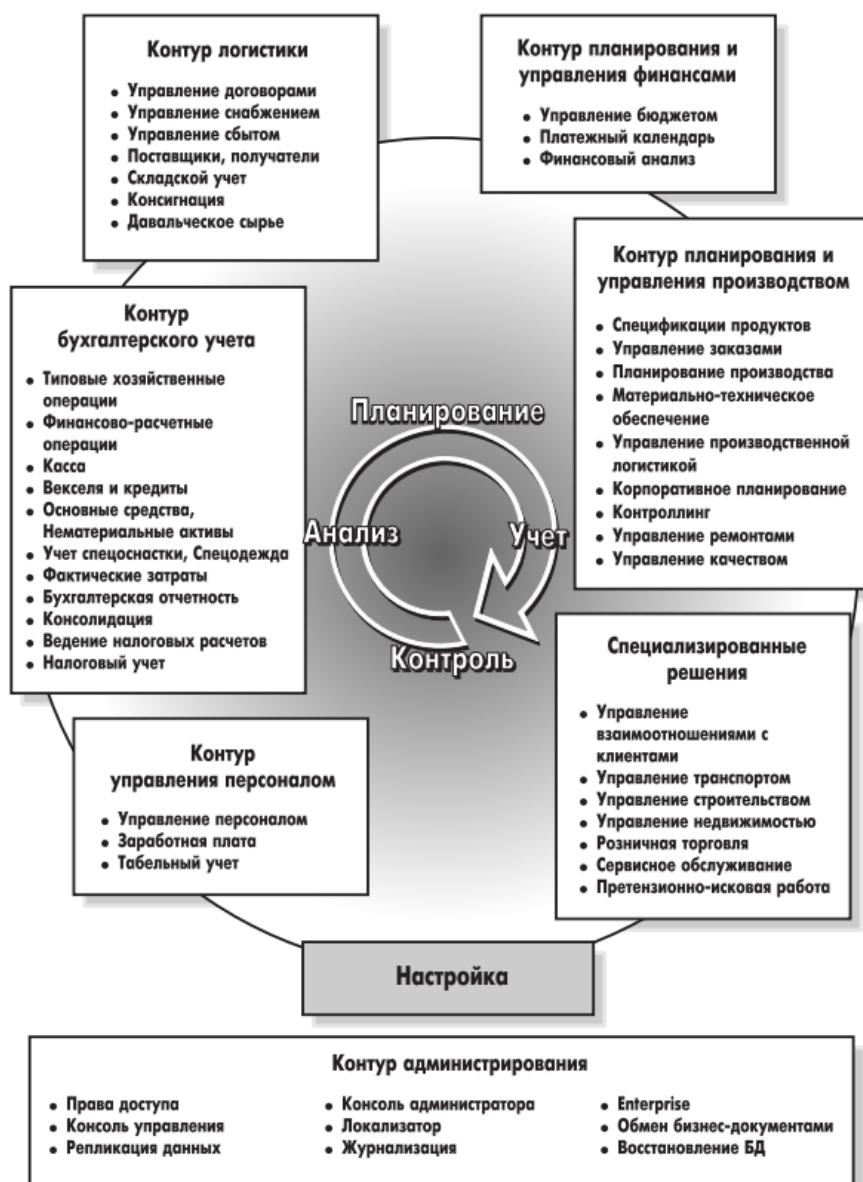 Контур логистики
• Управление договорами
• Управление снабжением
• Управление сбытом
• Поставщики, получатели
• Складской учет
• Консигнация
• Давальческое сырье
Контур планирования и
управления финансами
• Управление бюджетом
• Платежный календарь
• Финансовый анализ
Контур
бухгалтерского учета
• Типовые хозяйственные
операции
• Финансово-расчетные
операции
• Касса
• Векселя и кредиты
• Основные средства,
Нематериальные активы
• Учет спецоснастки, Спецодежда
• Фактические затраты
• Бухгалтерская отчетность
• Консолидация
• Ведение налоговых расчетов
• Налоговый учет
Контур планирования и
управления производством
• Спецификации продуктов
• Управление заказами
• Планирование производства
• Материально-техническое
обеспечение
• Управление производственной
логистикой
• Корпоративное планирование
• Контроллинг
• Управление ремонтами
• Управление качеством
Планирование
Анализ
Учет
Контроль
Контур
управления персоналом
• Управление персоналом
• Заработная плата
• Табельный учет
Специализированные
решения
• Управление
взаимоотношениями с
клиентами
• Управление транспортом
• Управление строительством
• Управление недвижимостью
• Розничная торговля
• Сервисное обслуживание
• Претензионно-исковая работа
Настройка
Контур администрирования
• Права доступа
• Консоль управления
• Репликация данных
• Консоль администратора
• Локализатор
• Журнализация
• Enterprise
• Обмен бизнес-документами
• Восстановление БД